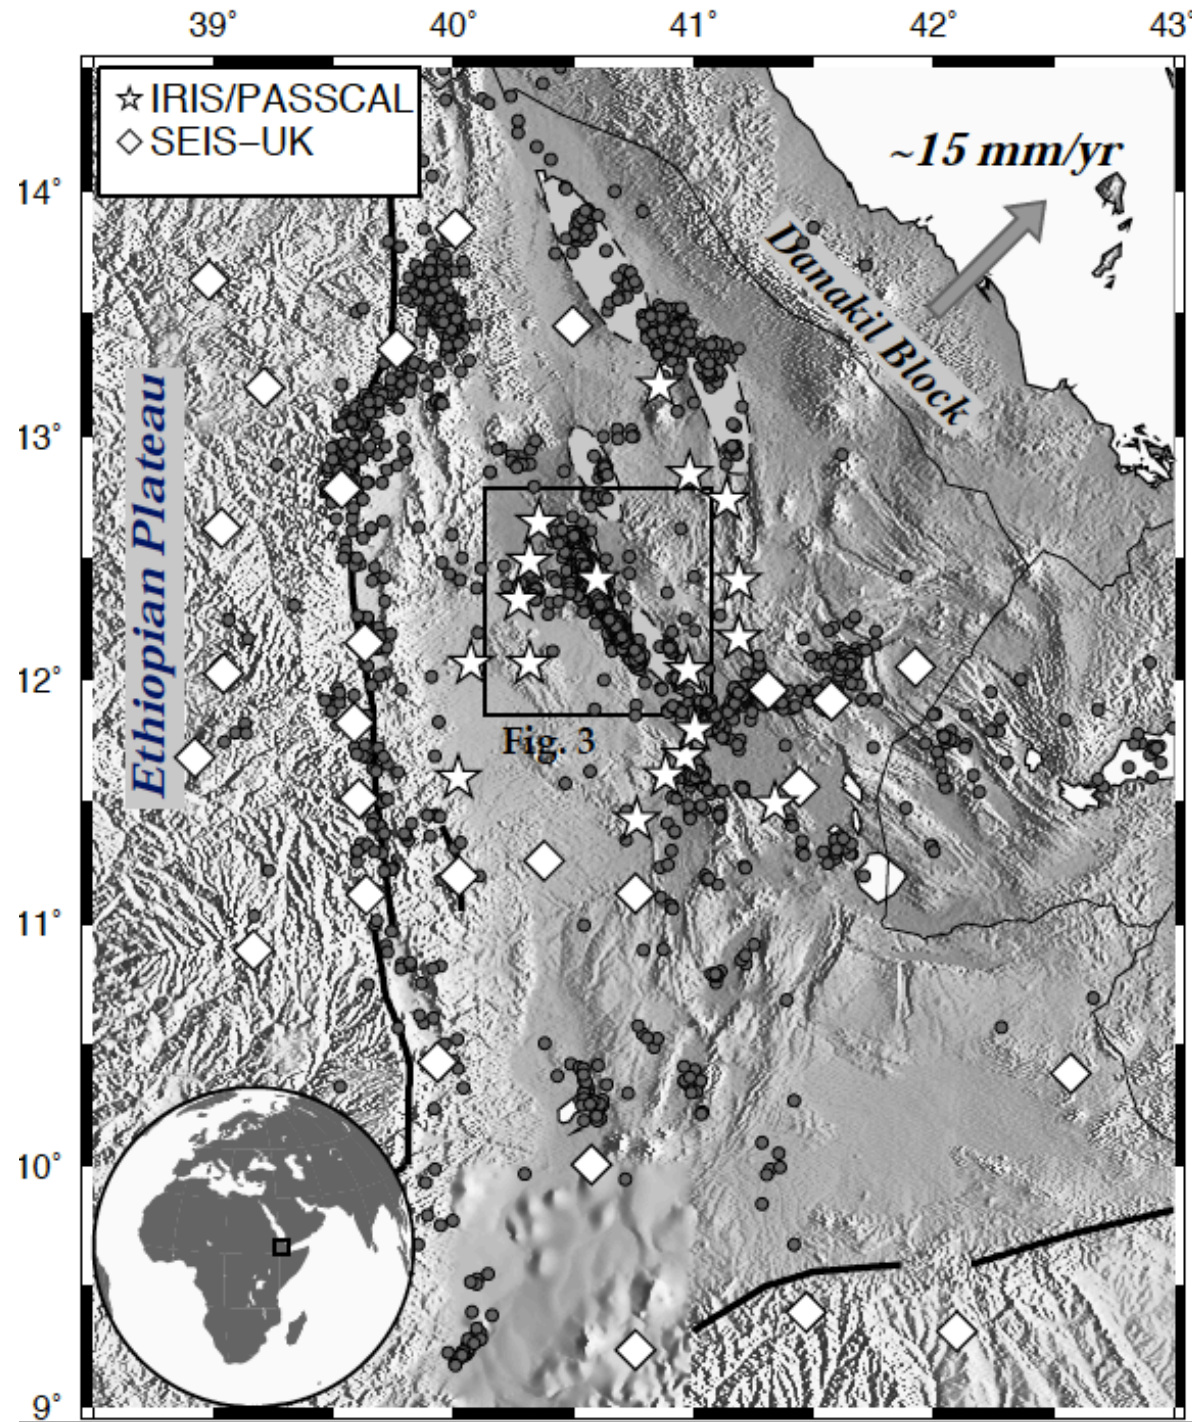 39° 40° 41° 42° 43°
IRIS/PASSCAL
SEIS-UK
~15 mm/yr
14°
Danakil Block
13°
Ethiopian Plateau
12°
Fig. 3
11°
10°
9°